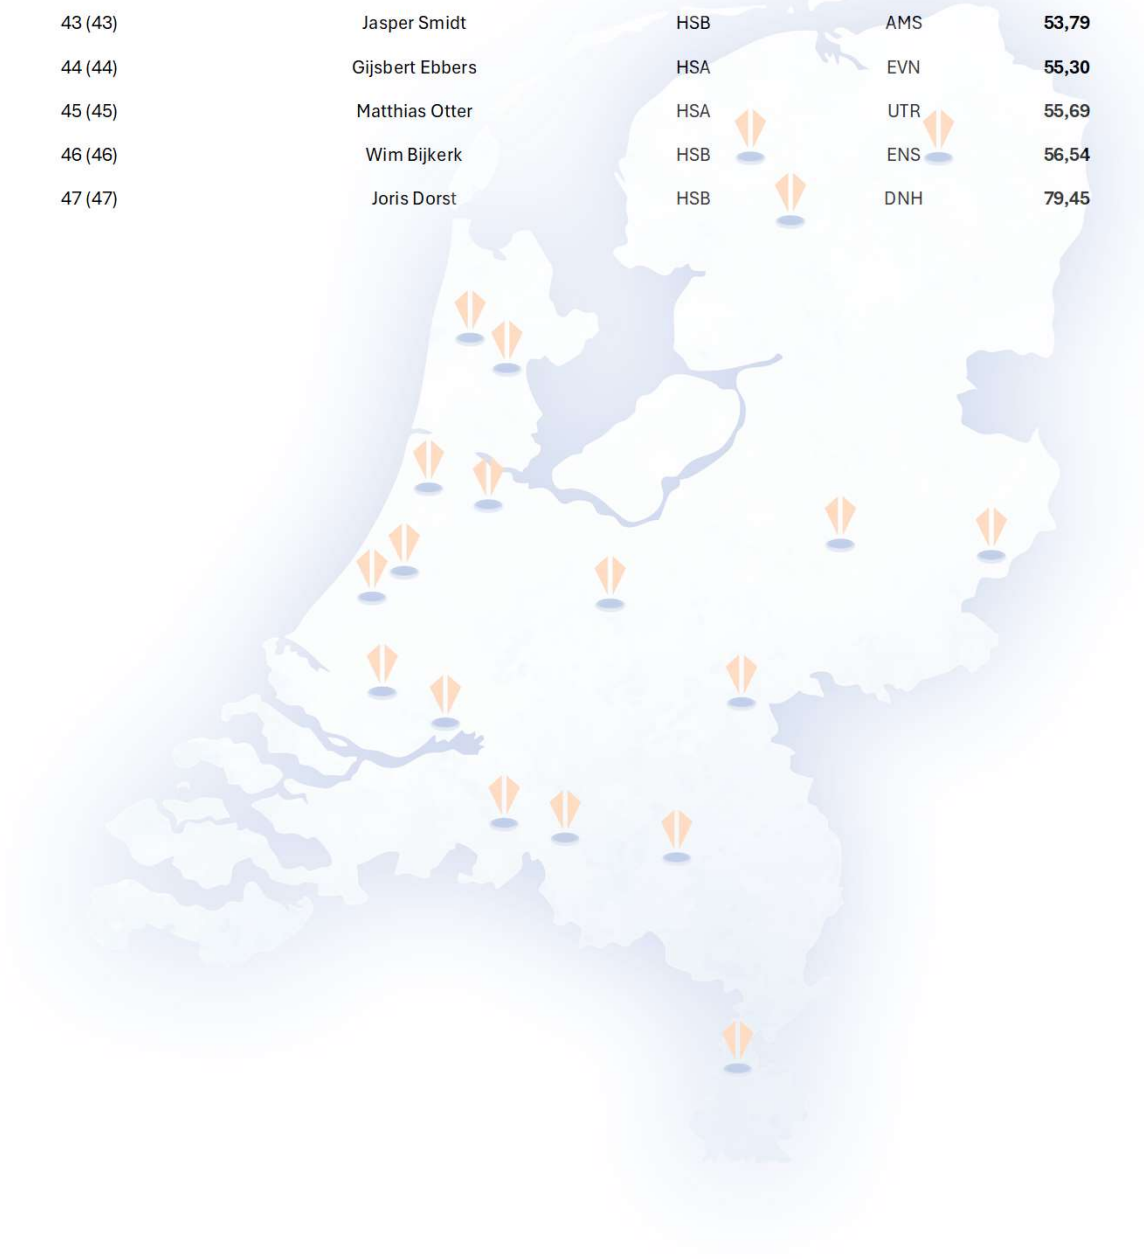 43 (43) Jasper Smidt HSB AMS 53,79
44 (44) Gijsbert Ebbers HSA EVN 55,30
45 (45) Matthias Otter HSA UTR 55,69
46 (46) Wim Bijkerk HSB ENS 56,54
47 (47) Joris Dorst HSB DNH 79,45